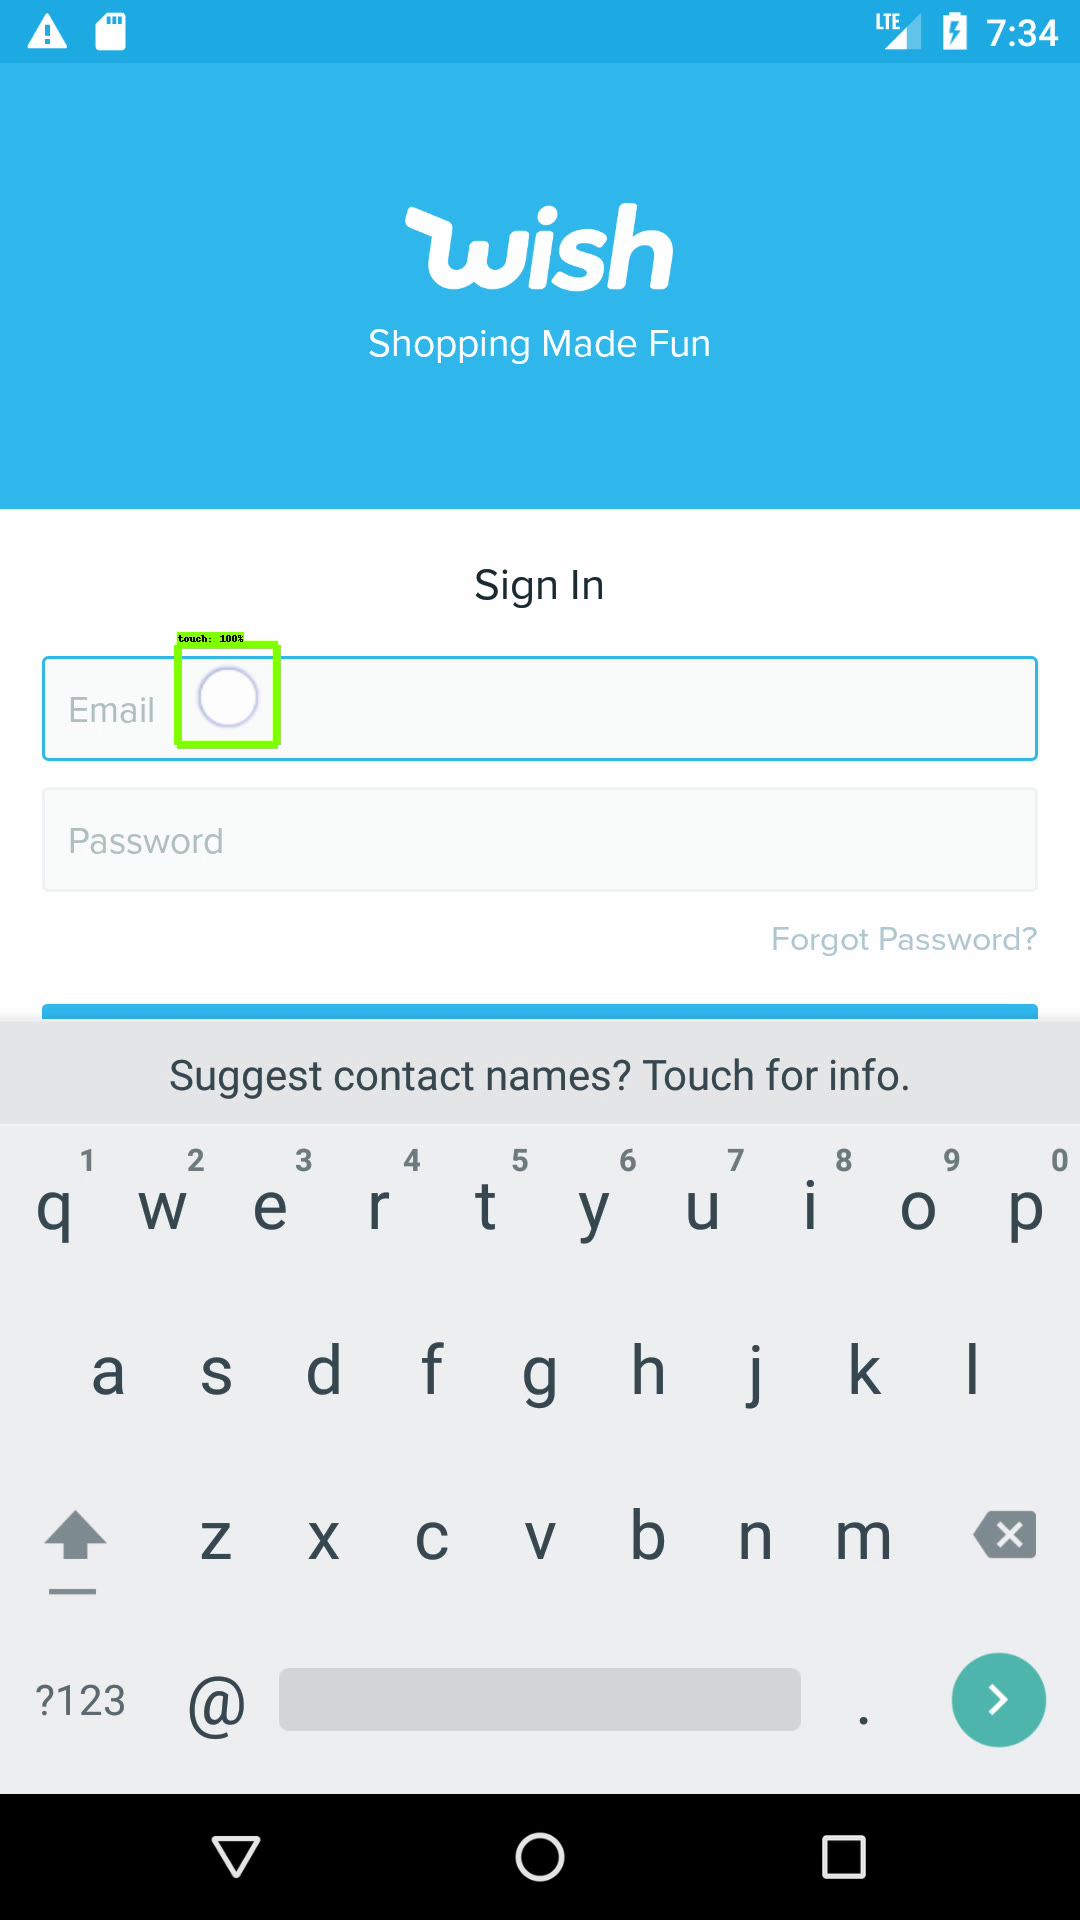 LTE 7:34
wish
Shopping Made Fun
Sign In
touch: 100%
Email
Password
Forgot Password?
Suggest contact names? Touch for info.
1 2 3 4 5 6 7 8 9 0
q w e r t y u i o p
a s d f g h j k l
z x c v b n m
?123 @ .